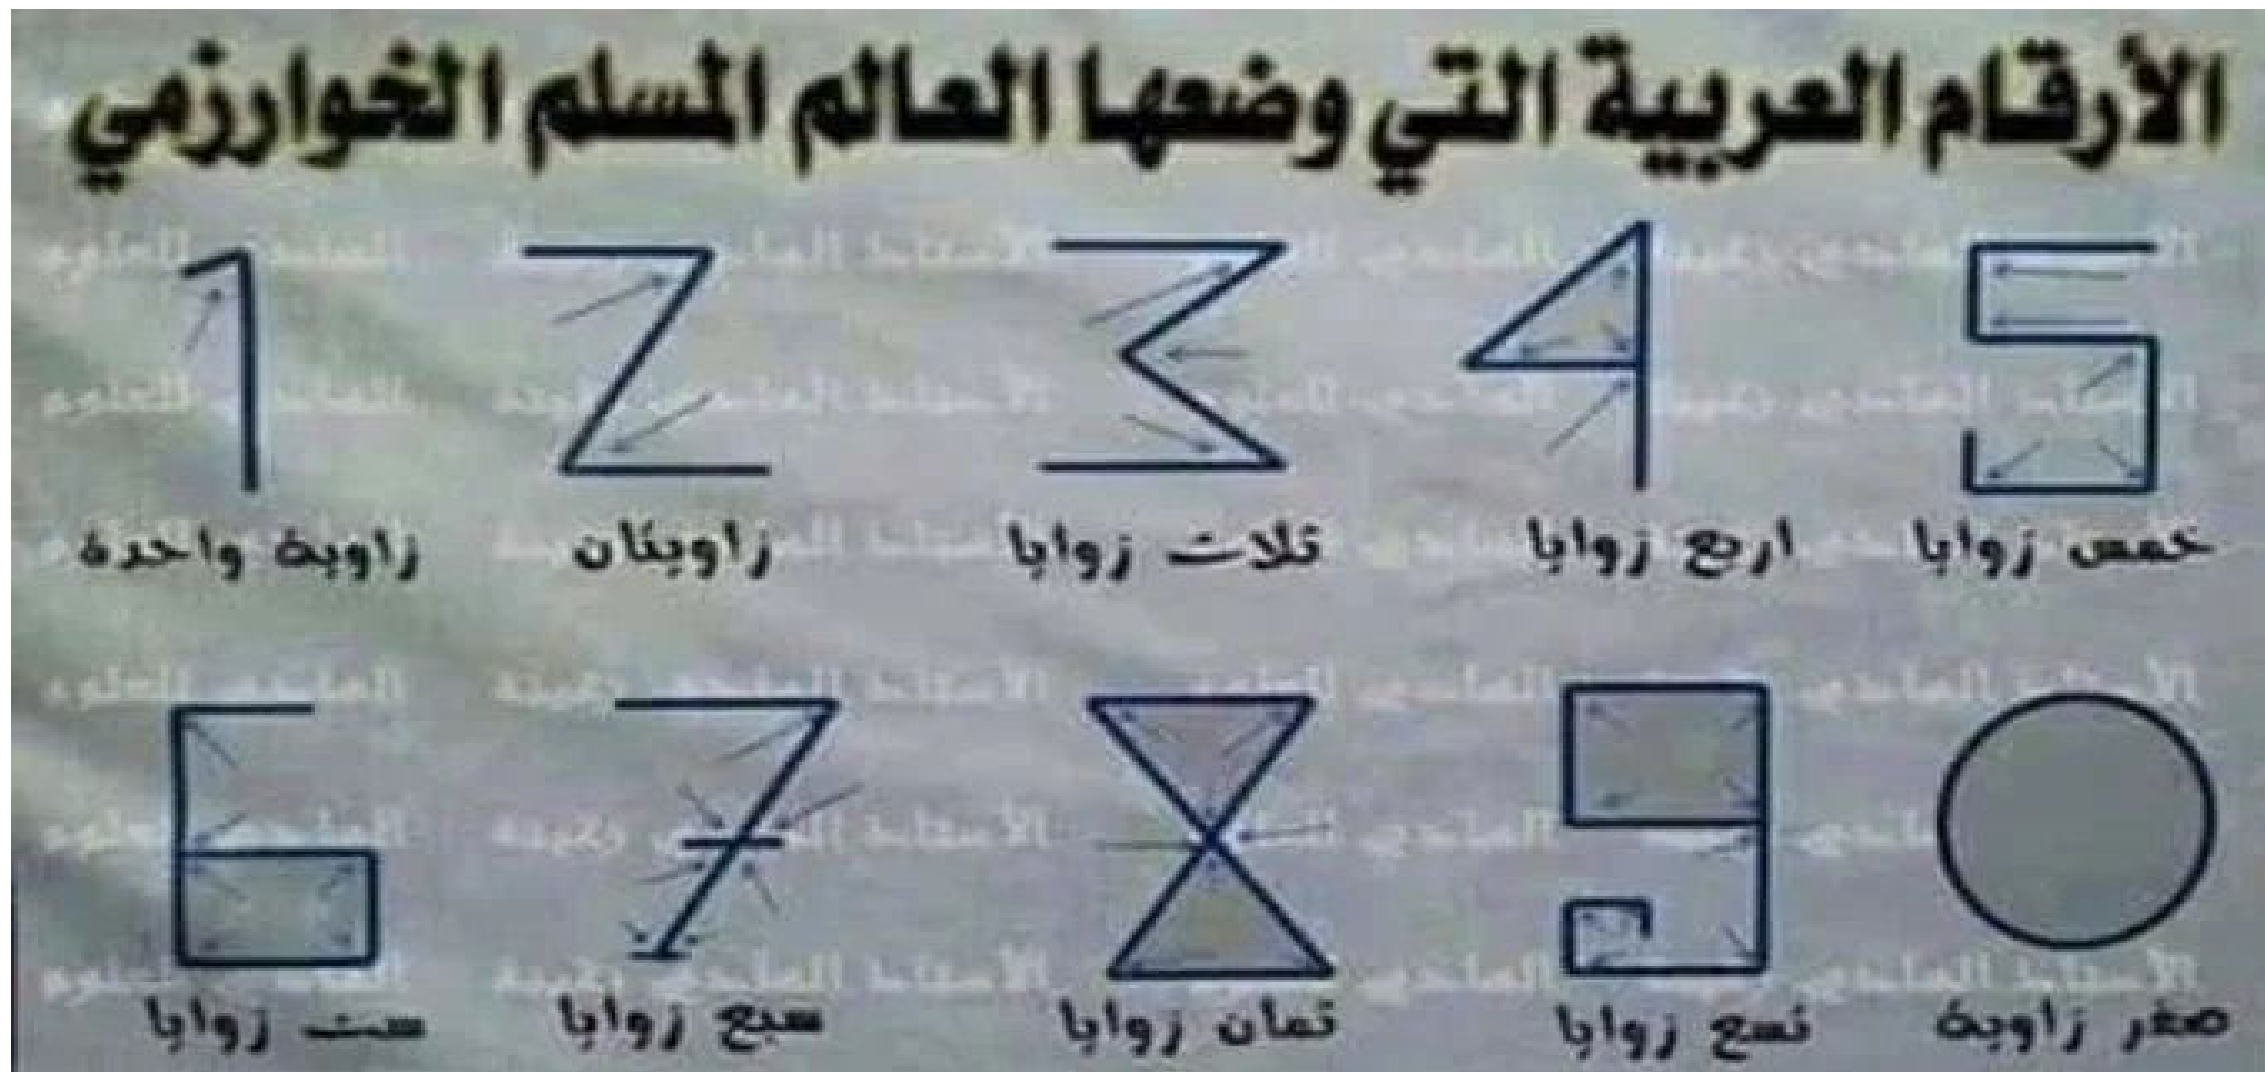 الأرقام العربية التي وضعها العالم المسلم الخوارزمي
1 2 3 4 5
زاوية واحدة زاويتان ثلاث زوايا اربع زوايا خمس زوايا
6 7 8 9 0
ست زوايا سبع زوايا ثمان زوايا تسع زوايا صفر زاوية